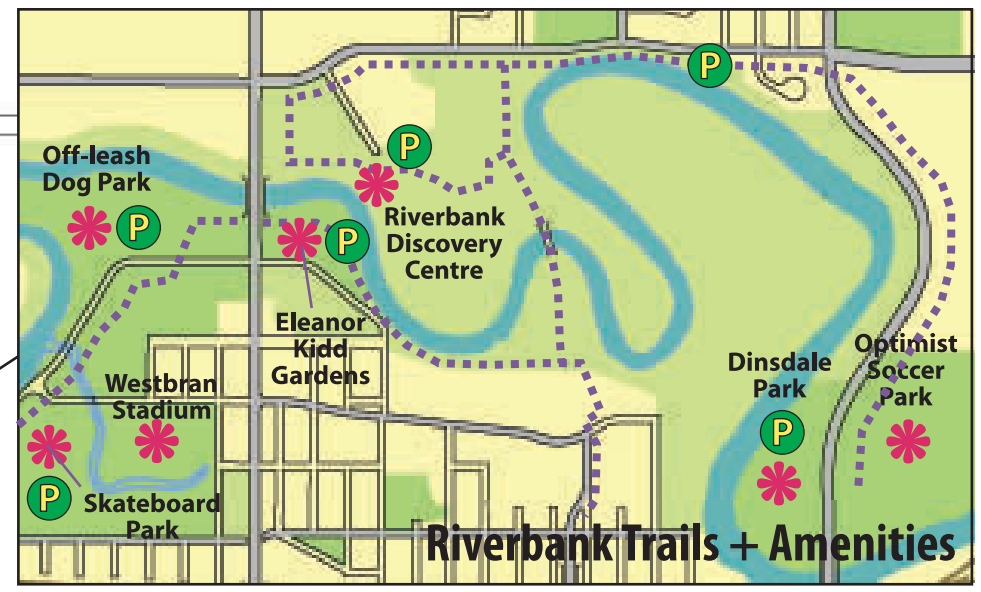 P
Off-leash
Dog Park
P
P
Riverbank
Discovery
Centre
P
Eleanor
Kidd
Gardens
Westbran
Stadium
Dinsdale
Park
P
Optimist
Soccer
Park
P
Skateboard
Park
Riverbank Trails + Amenities